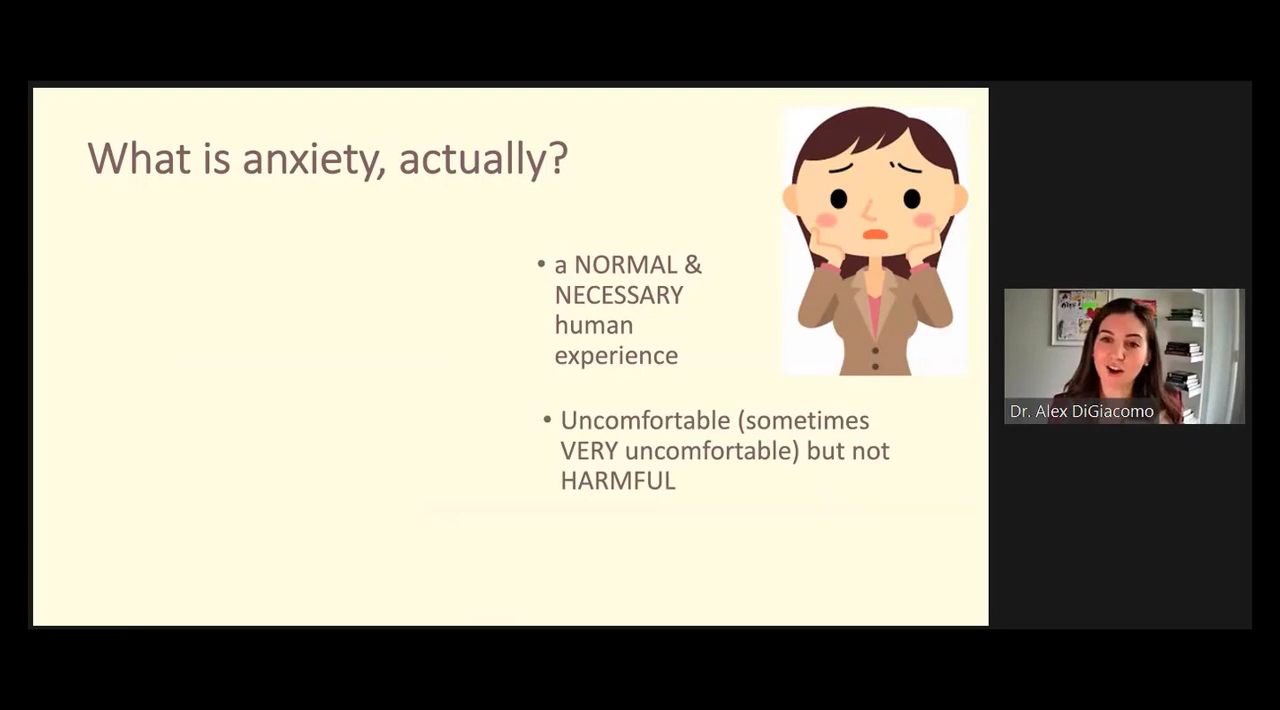 What is anxiety, actually?
• a NORMAL &
NECESSARY
human
experience
• Uncomfortable (sometimes
VERY uncomfortable) but not
HARMFUL
Dr. Alex DiGiacomo